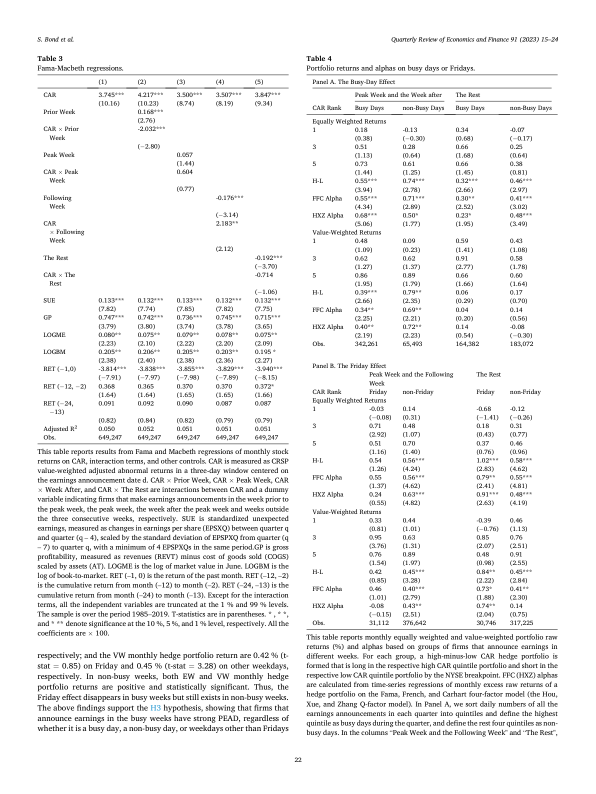 S. Bond et al.
Quarterly Review of Economics and Finance 91 (2023) 15–24
Table 3
Fama-Macbeth regressions.
(1) (2) (3) (4) (5)
CAR 3.745*** 4.217*** 3.500*** 3.507*** 3.847***
(10.16) (10.23) (8.74) (8.19) (9.34)
Prior Week 0.168***
(2.76)
CAR × Prior -2.032***
Week
(−2.80)
Peak Week 0.057
(1.44)
CAR × Peak 0.604
Week
(0.77)
Following -0.176***
Week
(−3.14)
CAR 2.183**
× Following
Week
(2.12)
The Rest -0.192***
(−3.70)
CAR × The -0.714
Rest
(−1.06)
SUE 0.133*** 0.132*** 0.133*** 0.132*** 0.132***
(7.82) (7.74) (7.85) (7.82) (7.75)
GP 0.747*** 0.742*** 0.736*** 0.745*** 0.715***
(3.79) (3.80) (3.74) (3.78) (3.65)
LOGME 0.080** 0.075** 0.079** 0.078** 0.075**
(2.23) (2.10) (2.22) (2.20) (2.09)
LOGBM 0.205** 0.206** 0.205** 0.203** 0.195 *
(2.38) (2.40) (2.38) (2.36) (2.27)
RET (−1,0) -3.814*** -3.838*** -3.855*** -3.829*** -3.940***
(−7.91) (−7.97) (−7.98) (−7.89) (−8.15)
RET (−12, −2) 0.368 0.365 0.370 0.370 0.372*
(1.64) (1.64) (1.65) (1.65) (1.66)
RET (−24, 0.091 0.092 0.090 0.090 0.087
−13)
(0.82) (0.84) (0.82) (0.79) (0.79)
Adjusted R² 0.050 0.052 0.051 0.051 0.051
Obs. 649,247 649,247 649,247 649,247 649,247
This table reports results from Fama and Macbeth regressions of monthly stock
returns on CAR, interaction terms, and other controls. CAR is measured as CRSP
value-weighted adjusted abnormal returns in a three-day window centered on
the earnings announcement date d. CAR × Prior Week, CAR × Peak Week, CAR
× Week After, and CAR × The Rest are interactions between CAR and a dummy
variable indicating firms that make earnings announcements in the week prior to
the peak week, the peak week, the week after the peak week and weeks outside
the three consecutive weeks, respectively. SUE is standardized unexpected
earnings, measured as changes in earnings per share (EPSPXQ) between quarter q
and quarter (q − 4), scaled by the standard deviation of EPSPXQ from quarter (q
− 7) to quarter q, with a minimum of 4 EPSPXQs in the same period.GP is gross
profitability, measured as revenues (REVT) minus cost of goods sold (COGS)
scaled by assets (AT). LOGME is the log of market value in June. LOGBM is the
log of book-to-market. RET (−1, 0) is the return of the past month. RET (−12, −2)
is the cumulative return from month (−12) to month (−2). RET (−24, −13) is the
cumulative return from month (−24) to month (−13). Except for the interaction
terms, all the independent variables are truncated at the 1 % and 99 % levels.
The sample is over the period 1985–2019. T-statistics are in parentheses. * , * *,
and * ** denote significance at the 10 %, 5 %, and 1 % level, respectively. All the
coefficients are × 100.
respectively; and the VW monthly hedge portfolio return are 0.42 % (t-
stat = 0.85) on Friday and 0.45 % (t-stat = 3.28) on other weekdays,
respectively. In non-busy weeks, both EW and VW monthly hedge
portfolio returns are positive and statistically significant. Thus, the
Friday effect disappears in busy weeks but still exists in non-busy weeks.
The above findings support the H3 hypothesis, showing that firms that
announce earnings in the busy weeks have strong PEAD, regardless of
whether it is a busy day, a non-busy day, or weekdays other than Fridays
Table 4
Portfolio returns and alphas on busy days or Fridays.
Panel A. The Busy-Day Effect
Peak Week and the Week after The Rest
CAR Rank Busy Days non-Busy Days Busy Days non-Busy Days
Equally Weighted Returns
1 0.18 -0.13 0.34 -0.07
(0.38) (−0.30) (0.68) (−0.17)
3 0.51 0.28 0.66 0.25
(1.13) (0.64) (1.68) (0.64)
5 0.73 0.61 0.66 0.38
(1.44) (1.25) (1.45) (0.81)
H-L 0.55*** 0.74*** 0.32*** 0.46***
(3.94) (2.78) (2.66) (2.97)
FFC Alpha 0.55*** 0.71*** 0.30** 0.41***
(4.34) (2.89) (2.52) (3.02)
HXZ Alpha 0.68*** 0.50* 0.23* 0.48***
(5.06) (1.77) (1.95) (3.49)
Value-Weighted Returns
1 0.48 0.09 0.59 0.43
(1.09) (0.23) (1.41) (1.08)
3 0.62 0.62 0.91 0.58
(1.27) (1.37) (2.77) (1.78)
5 0.86 0.89 0.66 0.60
(1.95) (1.79) (1.66) (1.64)
H-L 0.39*** 0.79** 0.06 0.17
(2.66) (2.35) (0.29) (0.70)
FFC Alpha 0.34** 0.69** 0.04 0.14
(2.25) (2.21) (0.20) (0.56)
HXZ Alpha 0.40** 0.72** 0.14 -0.08
(2.19) (2.23) (0.54) (−0.30)
Obs. 342,261 65,493 164,382 183,072
Panel B. The Friday Effect
Peak Week and the Following The Rest
Week
CAR Rank Friday non-Friday Friday non-Friday
Equally Weighted Returns
1 -0.03 0.14 -0.68 -0.12
(−0.08) (0.31) (−1.41) (−0.26)
3 0.71 0.48 0.18 0.31
(2.92) (1.07) (0.43) (0.77)
5 0.51 0.70 0.37 0.46
(1.16) (1.40) (0.76) (0.96)
H-L 0.54 0.56*** 1.02*** 0.58***
(1.26) (4.24) (2.83) (4.62)
FFC Alpha 0.55 0.56*** 0.79** 0.55***
(1.37) (4.62) (2.41) (4.81)
HXZ Alpha 0.24 0.63*** 0.91*** 0.48***
(0.55) (4.82) (2.63) (4.19)
Value-Weighted Returns
1 0.33 0.44 -0.39 0.46
(0.81) (1.01) (−0.76) (1.13)
3 0.95 0.63 0.85 0.76
(3.76) (1.31) (2.07) (2.51)
5 0.76 0.89 0.48 0.91
(1.54) (1.97) (0.98) (2.55)
H-L 0.42 0.45*** 0.84** 0.45***
(0.85) (3.28) (2.22) (2.84)
FFC Alpha 0.46 0.40*** 0.73* 0.41**
(1.01) (2.79) (1.88) (2.30)
HXZ Alpha -0.08 0.43** 0.74** 0.14
(−0.15) (2.51) (2.04) (0.75)
Obs. 31,112 376,642 30,746 317,225
This table reports monthly equally weighted and value-weighted portfolio raw
returns (%) and alphas based on groups of firms that announce earnings in
different weeks. For each group, a high-minus-low CAR hedge portfolio is
formed that is long in the respective high CAR quintile portfolio and short in the
respective low CAR quintile portfolio by the NYSE breakpoint. FFC (HXZ) alphas
are calculated from time-series regressions of monthly excess raw returns of a
hedge portfolio on the Fama, French, and Carhart four-factor model (the Hou,
Xue, and Zhang Q-factor model). In Panel A, we sort daily numbers of all the
earnings announcements in each quarter into quintiles and define the highest
quintile as busy days during the quarter, and define the rest four quintiles as non-
busy days. In the columns "Peak Week and the Following Week" and "The Rest",
22